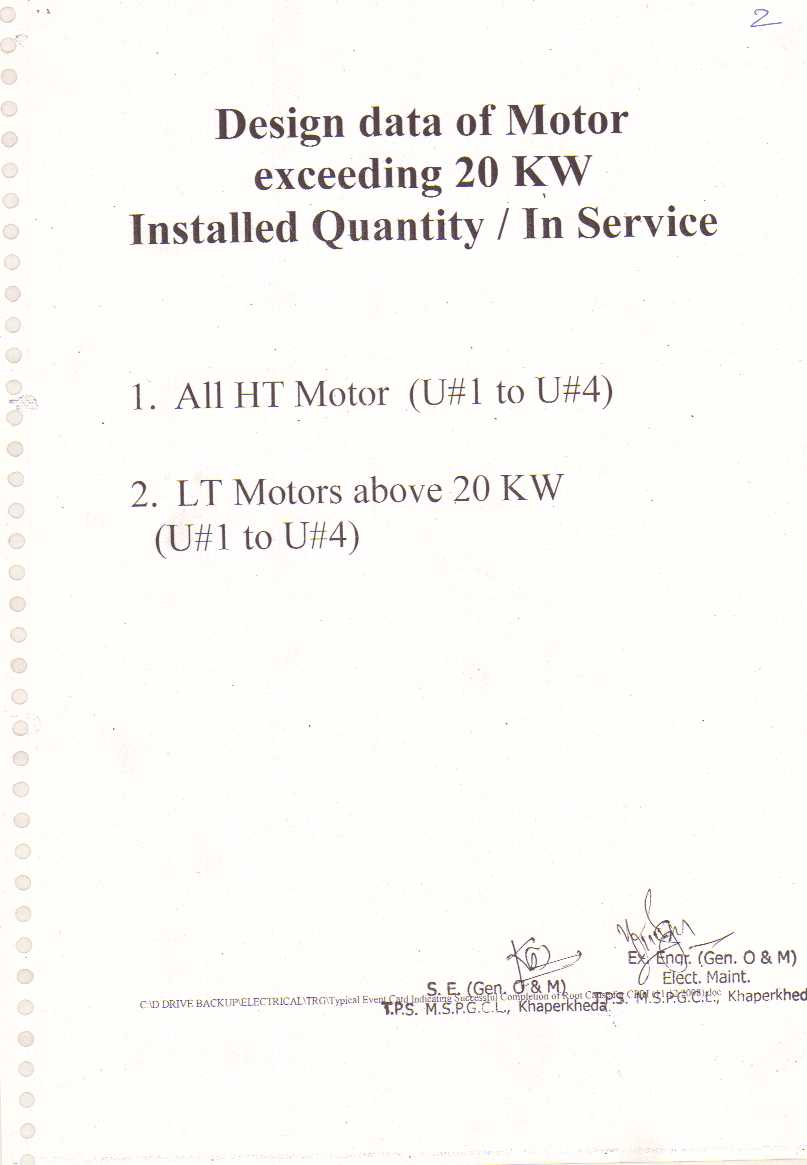 2
Design data of Motor
exceeding 20 KW
Installed Quantity / In Service
1. All HT Motor (U#1 to U#4)
2. LT Motors above 20 KW
(U#1 to U#4)
Ex. Engr. (Gen. O & M)
Elect. Maint.
T.P.S. M.S.P.G.C.L., Khaperkhed
S. E. (Gen. O & M)
T.P.S. M.S.P.G.C.L., Khaperkheda
C:\D DRIVE BACKUP\ELECTRICAL\TRG\Typical Event Card Indicating Successful Completion of Root Cause